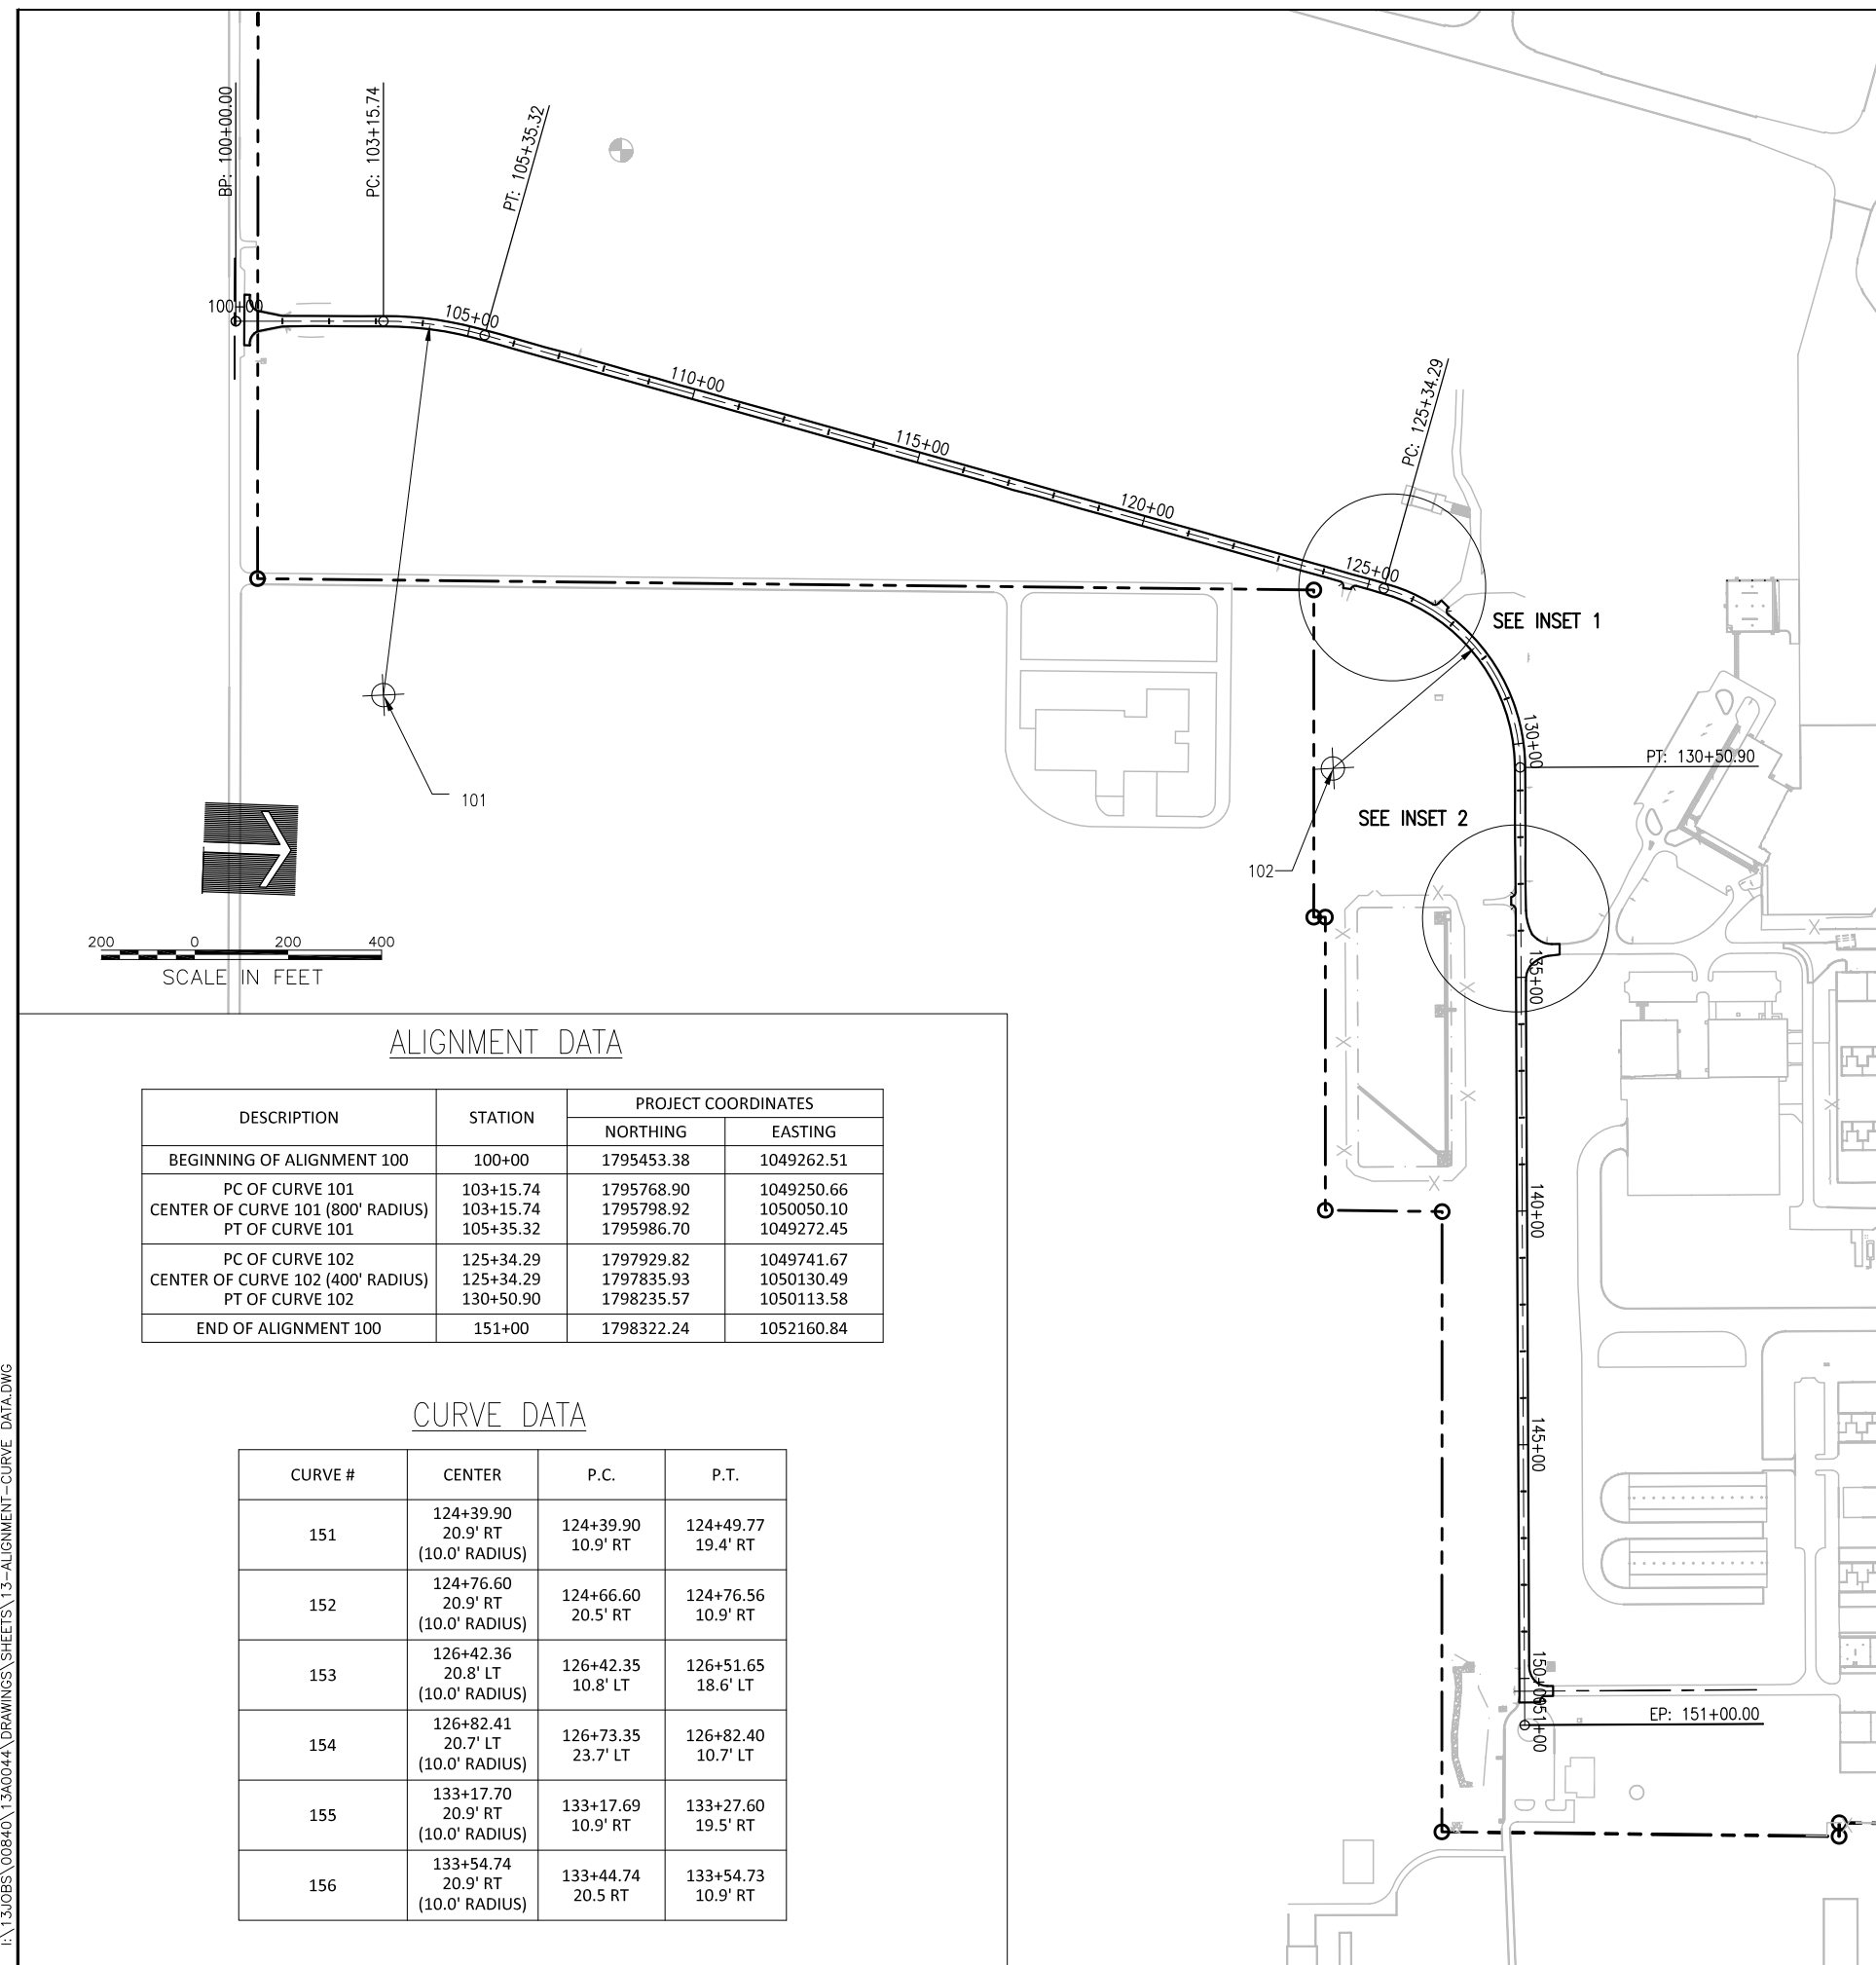 BP: 100+00.00
PC: 103+15.74
PT: 105+35.32
100+00
105+00
110+00
115+00
120+00
125+00
PC: 125+34.29
SEE INSET 1
130+00
PT: 130+50.90
101
SEE INSET 2
102
200 0 200 400
SCALE IN FEET
135+00
140+00
145+00
150+00
151+00
EP: 151+00.00
ALIGNMENT DATA
DESCRIPTION STATION PROJECT COORDINATES
NORTHING EASTING
BEGINNING OF ALIGNMENT 100 100+00 1795453.38 1049262.51
PC OF CURVE 101 103+15.74 1795768.90 1049250.66
CENTER OF CURVE 101 (800' RADIUS) 103+15.74 1795798.92 1050050.10
PT OF CURVE 101 105+35.32 1795986.70 1049272.45
PC OF CURVE 102 125+34.29 1797929.82 1049741.67
CENTER OF CURVE 102 (400' RADIUS) 125+34.29 1797835.93 1050130.49
PT OF CURVE 102 130+50.90 1798235.57 1050113.58
END OF ALIGNMENT 100 151+00 1798322.24 1052160.84
CURVE DATA
CURVE # CENTER P.C. P.T.
151
124+39.90
20.9' RT
(10.0' RADIUS)
124+39.90
10.9' RT
124+49.77
19.4' RT
152
124+76.60
20.9' RT
(10.0' RADIUS)
124+66.60
20.5' RT
124+76.56
10.9' RT
153
126+42.36
20.8' LT
(10.0' RADIUS)
126+42.35
10.8' LT
126+51.65
18.6' LT
154
126+82.41
20.7' LT
(10.0' RADIUS)
126+73.35
23.7' LT
126+82.40
10.7' LT
155
133+17.70
20.9' RT
(10.0' RADIUS)
133+17.69
10.9' RT
133+27.60
19.5' RT
156
133+54.74
20.9' RT
(10.0' RADIUS)
133+44.74
20.5 RT
133+54.73
10.9' RT
I:\13JOBS\00840\13A0044\DRAWINGS\SHEETS\13-ALIGNMENT-CURVE DATA.DWG